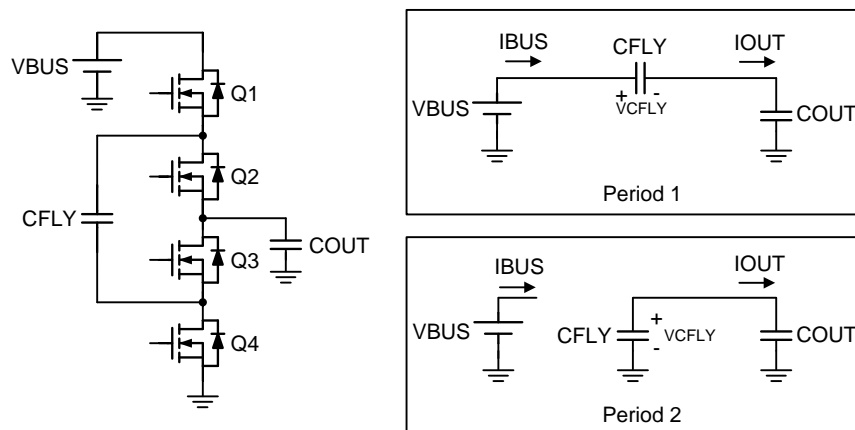 VBUS
Q1
Q2
CFLY
Q3
COUT
Q4
IBUS
CFLY
IOUT
+ -
VCFLY
VBUS
COUT
Period 1
IBUS
IOUT
VBUS
CFLY
+
VCFLY
-
COUT
Period 2